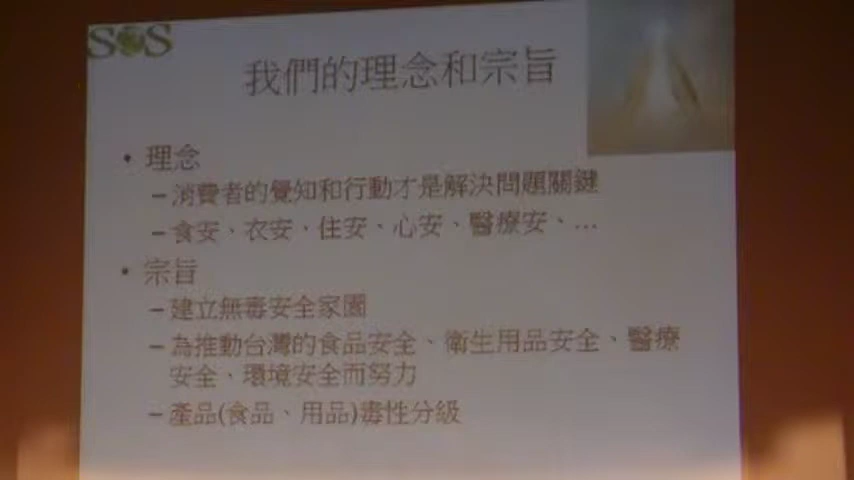 SOS
我們的理念和宗旨
• 理念
– 消費者的覺知和行動才是解決問題關鍵
– 食安、衣安、住安、心安、醫療安、…
• 宗旨
– 建立無毒安全家園
– 為推動台灣的食品安全、衛生用品安全、醫療
安全、環境安全而努力
– 產品(食品、用品)毒性分級